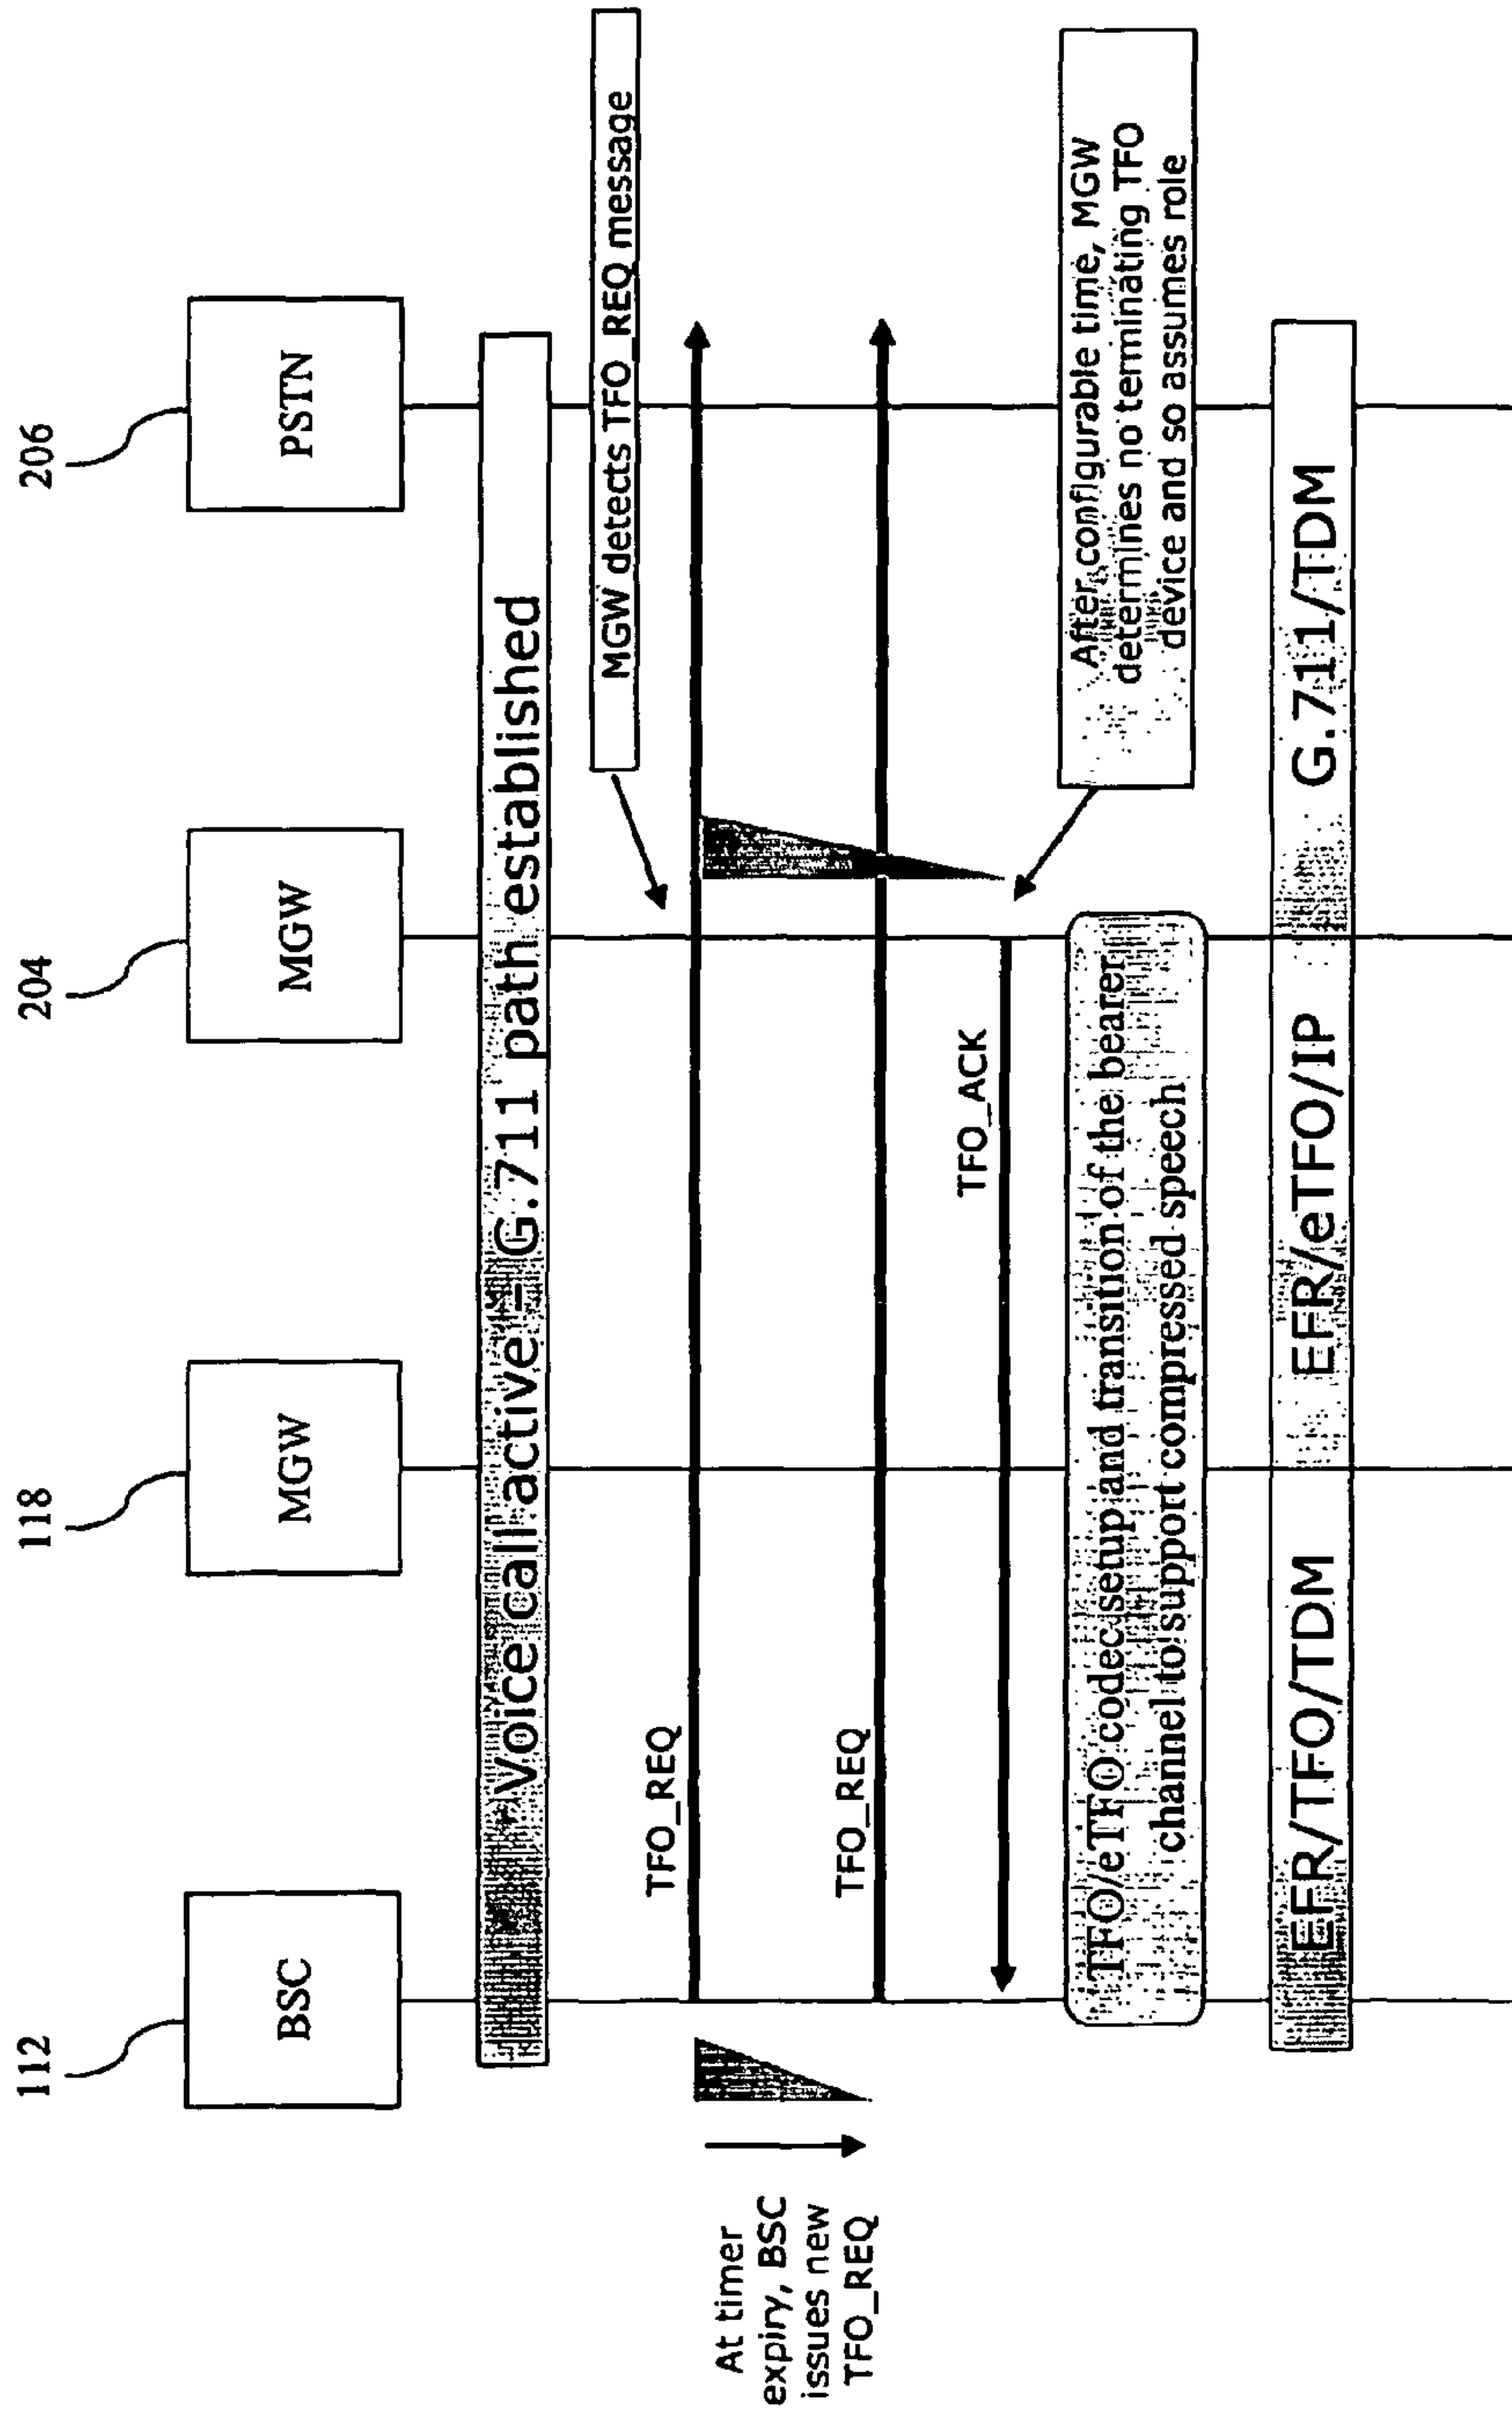 112
118
204
206
BSC
MGW
MGW
PSTN
Voice call active – G.711 path established
MGW detects TFO_REQ message
TFO_REQ
At timer
expiry, BSC
issues new
TFO_REQ
TFO_REQ
TFO_ACK
After configurable time, MGW
determines no terminating TFO
device and so assumes role
TFO/eTFO codec setup and transition of the bearer
channel to support compressed speech
EFR/TFO/TDM
EFR/eTFO/IP
G.711/TDM